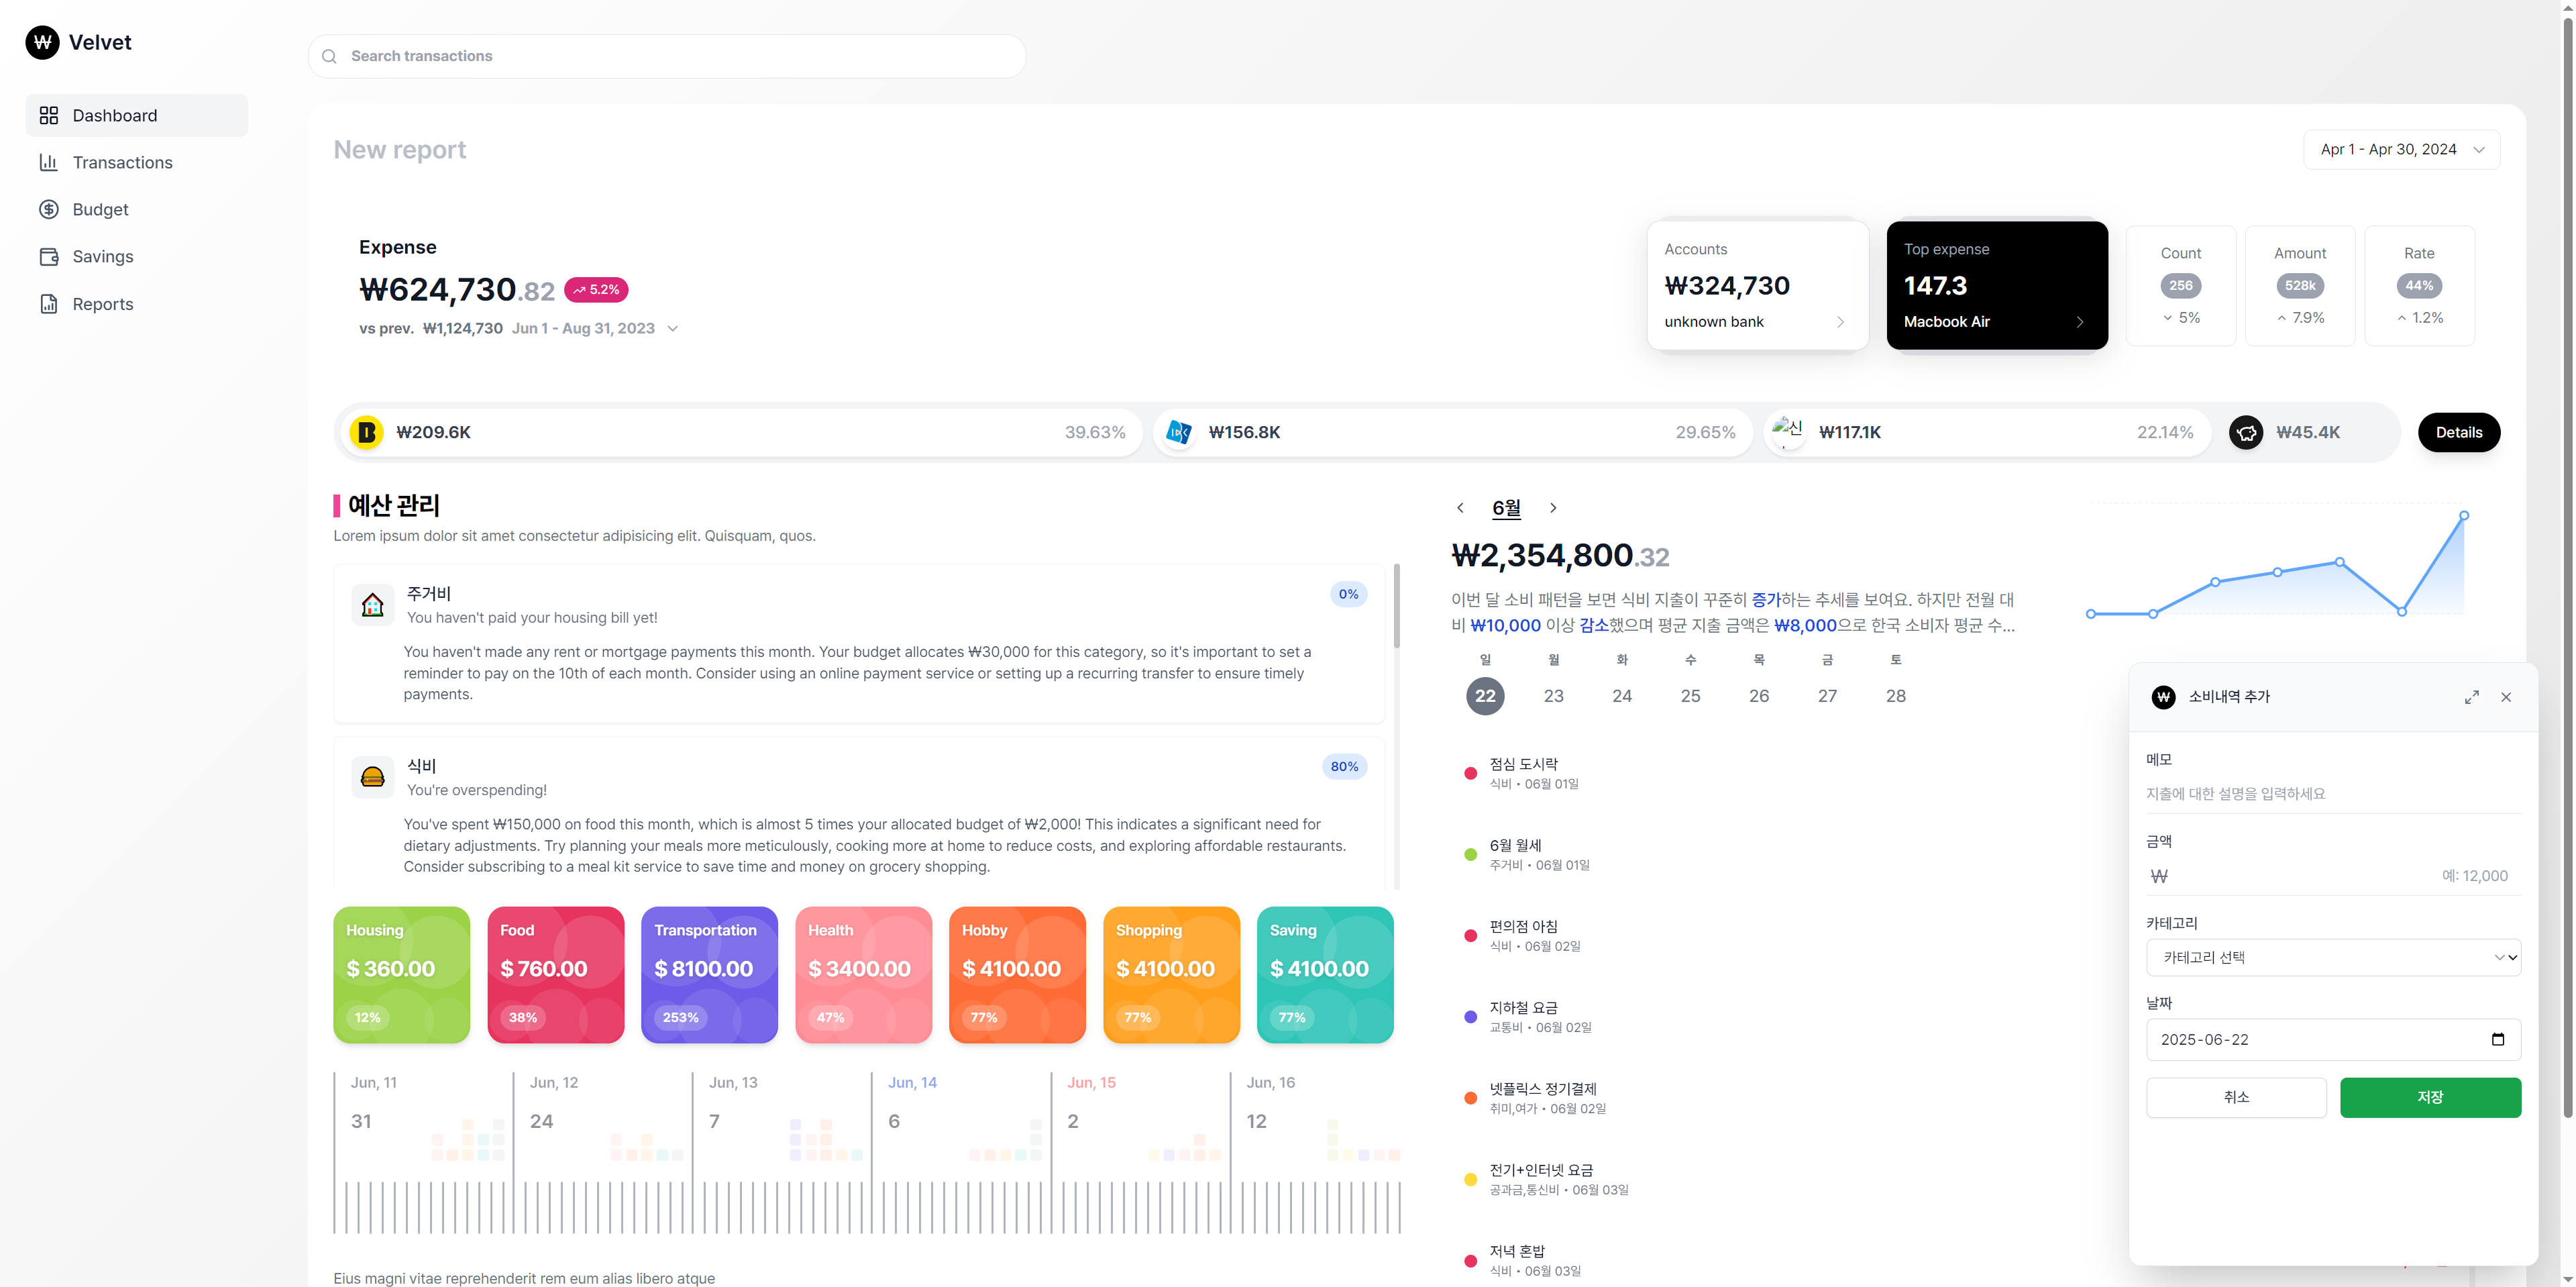 Velvet
Dashboard
Transactions
Budget
Savings
Reports
Search transactions
New report
Apr 1 - Apr 30, 2024
Expense
₩624,730.82
5.2%
vs prev. ₩1,124,730 Jun 1 - Aug 31, 2023
Accounts
₩324,730
unknown bank
Top expense
147.3
Macbook Air
Count
256
5%
Amount
528k
7.9%
Rate
44%
1.2%
₩209.6K 39.63%
₩156.8K 29.65%
신 ₩117.1K 22.14%
₩45.4K
Details
예산 관리
Lorem ipsum dolor sit amet consectetur adipisicing elit. Quisquam, quos.
주거비
0%
You haven't paid your housing bill yet!
You haven't made any rent or mortgage payments this month. Your budget allocates ₩30,000 for this category, so it's important to set a
reminder to pay on the 10th of each month. Consider using an online payment service or setting up a recurring transfer to ensure timely
payments.
식비
80%
You're overspending!
You've spent ₩150,000 on food this month, which is almost 5 times your allocated budget of ₩2,000! This indicates a significant need for
dietary adjustments. Try planning your meals more meticulously, cooking more at home to reduce costs, and exploring affordable restaurants.
Consider subscribing to a meal kit service to save time and money on grocery shopping.
Housing
$ 360.00
12%
Food
$ 760.00
38%
Transportation
$ 8100.00
253%
Health
$ 3400.00
47%
Hobby
$ 4100.00
77%
Shopping
$ 4100.00
77%
Saving
$ 4100.00
77%
Jun, 11
31
Jun, 12
24
Jun, 13
7
Jun, 14
6
Jun, 15
2
Jun, 16
12
Eius magni vitae reprehenderit rem eum alias libero atque
6월
₩2,354,800.32
이번 달 소비 패턴을 보면 식비 지출이 꾸준히 증가하는 추세를 보여요. 하지만 전월 대
비 ₩10,000 이상 감소했으며 평균 지출 금액은 ₩8,000으로 한국 소비자 평균 수...
일 월 화 수 목 금 토
22 23 24 25 26 27 28
점심 도시락
식비 • 06월 01일
6월 월세
주거비 • 06월 01일
편의점 아침
식비 • 06월 02일
지하철 요금
교통비 • 06월 02일
넷플릭스 정기결제
취미,여가 • 06월 02일
전기+인터넷 요금
공과금,통신비 • 06월 03일
저녁 혼밥
식비 • 06월 03일
소비내역 추가
메모
지출에 대한 설명을 입력하세요
금액
₩ 예: 12,000
카테고리
카테고리 선택
날짜
2025-06-22
취소
저장